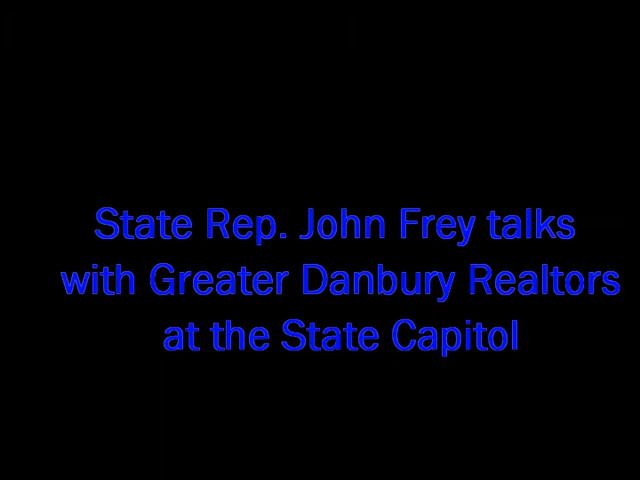 State Rep. John Frey talks
with Greater Danbury Realtors
at the State Capitol